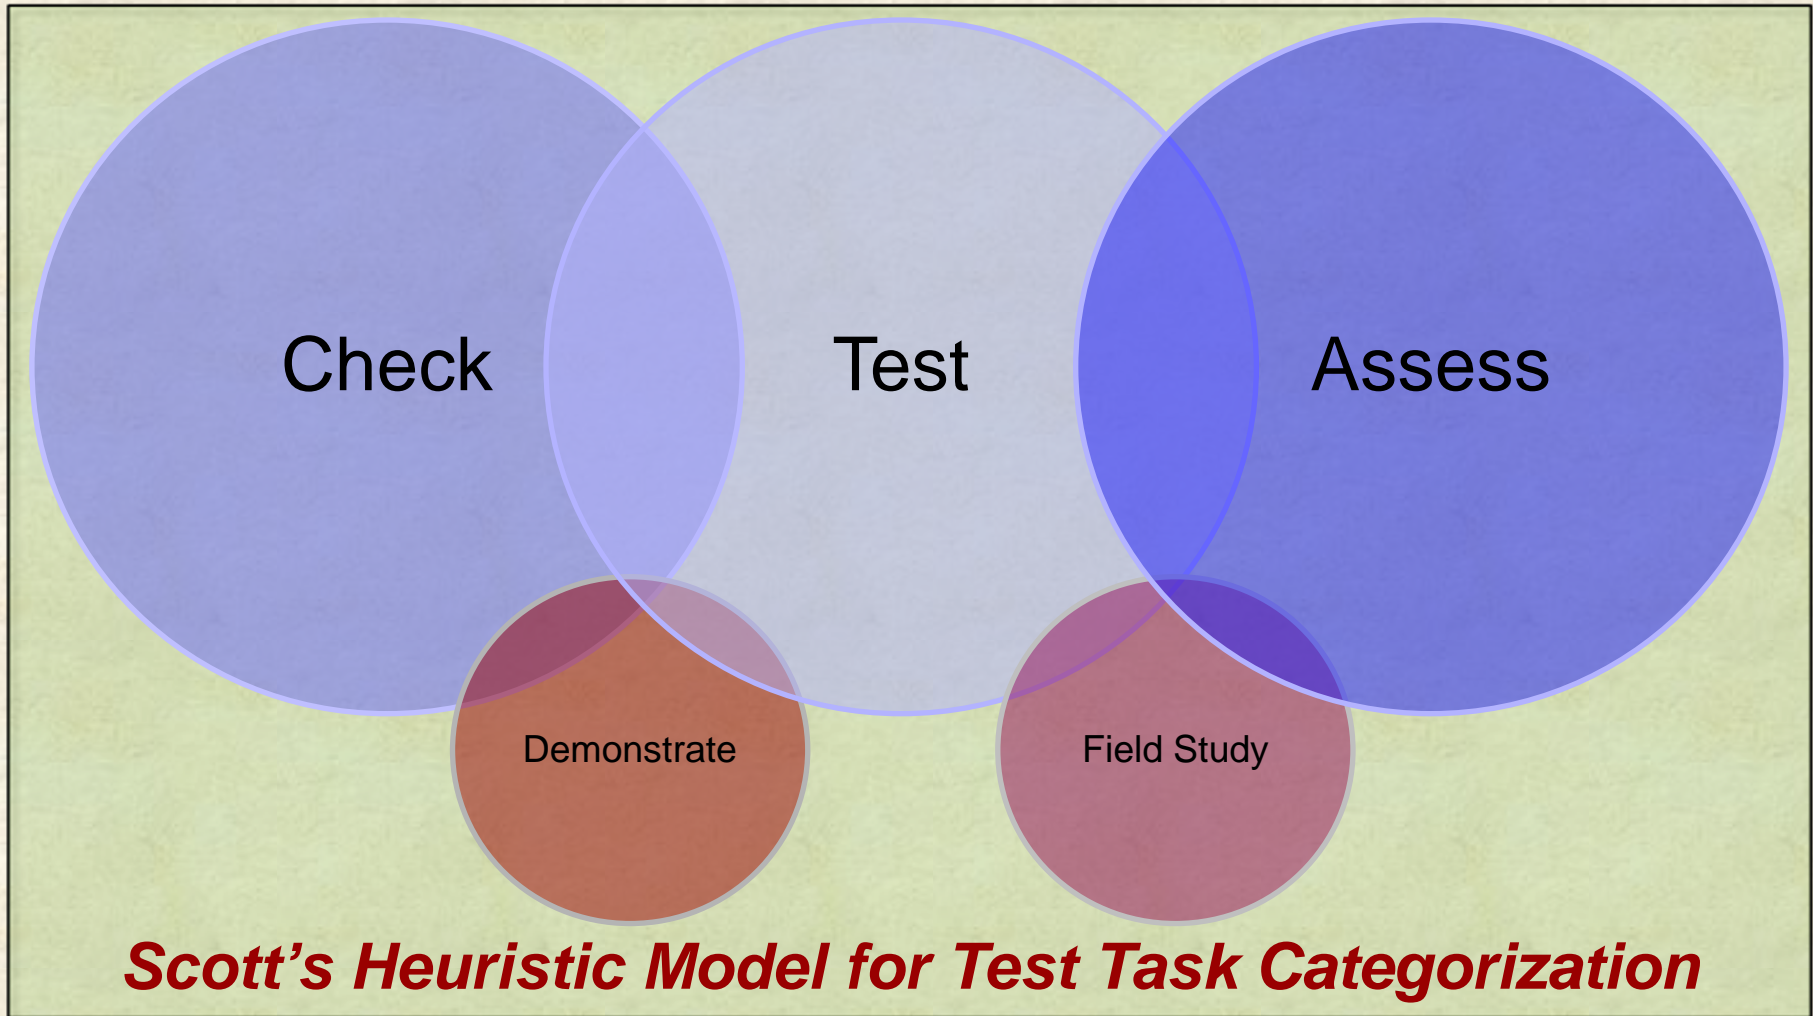 Check
Test
Assess
Demonstrate
Field Study
Scott’s Heuristic Model for Test Task Categorization